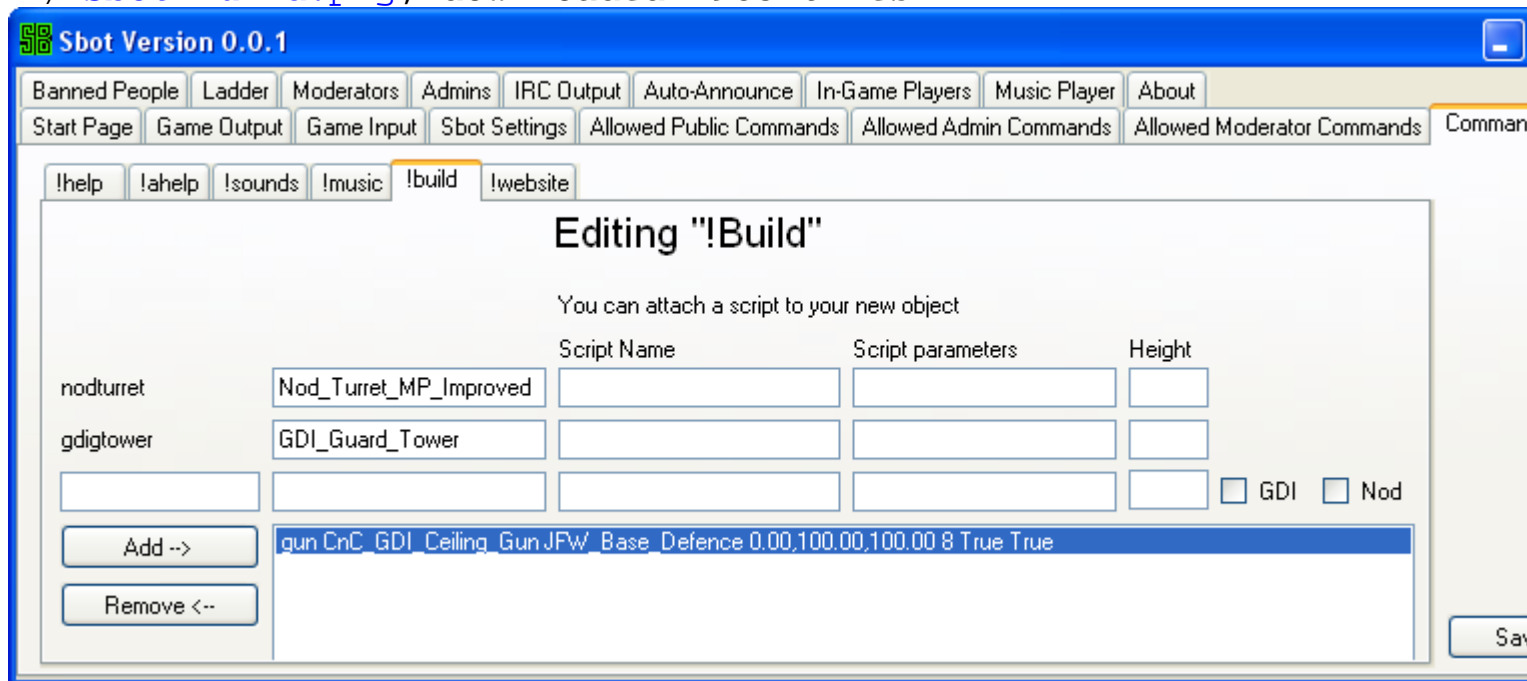 Sbot Version 0.0.1
Banned People Ladder Moderators Admins IRC Output Auto-Announce In-Game Players Music Player About
Start Page Game Output Game Input Sbot Settings Allowed Public Commands Allowed Admin Commands Allowed Moderator Commands Comman
!help !ahelp !sounds !music !build !website
Editing "!Build"
You can attach a script to your new object
Script Name Script parameters Height
nodturret Nod_Turret_MP_Improved
gdigtower GDI_Guard_Tower
GDI Nod
Add -->
gun CnC_GDI_Ceiling_Gun JFW_Base_Defence 0.00,100.00,100.00 8 True True
Remove <--
Sav